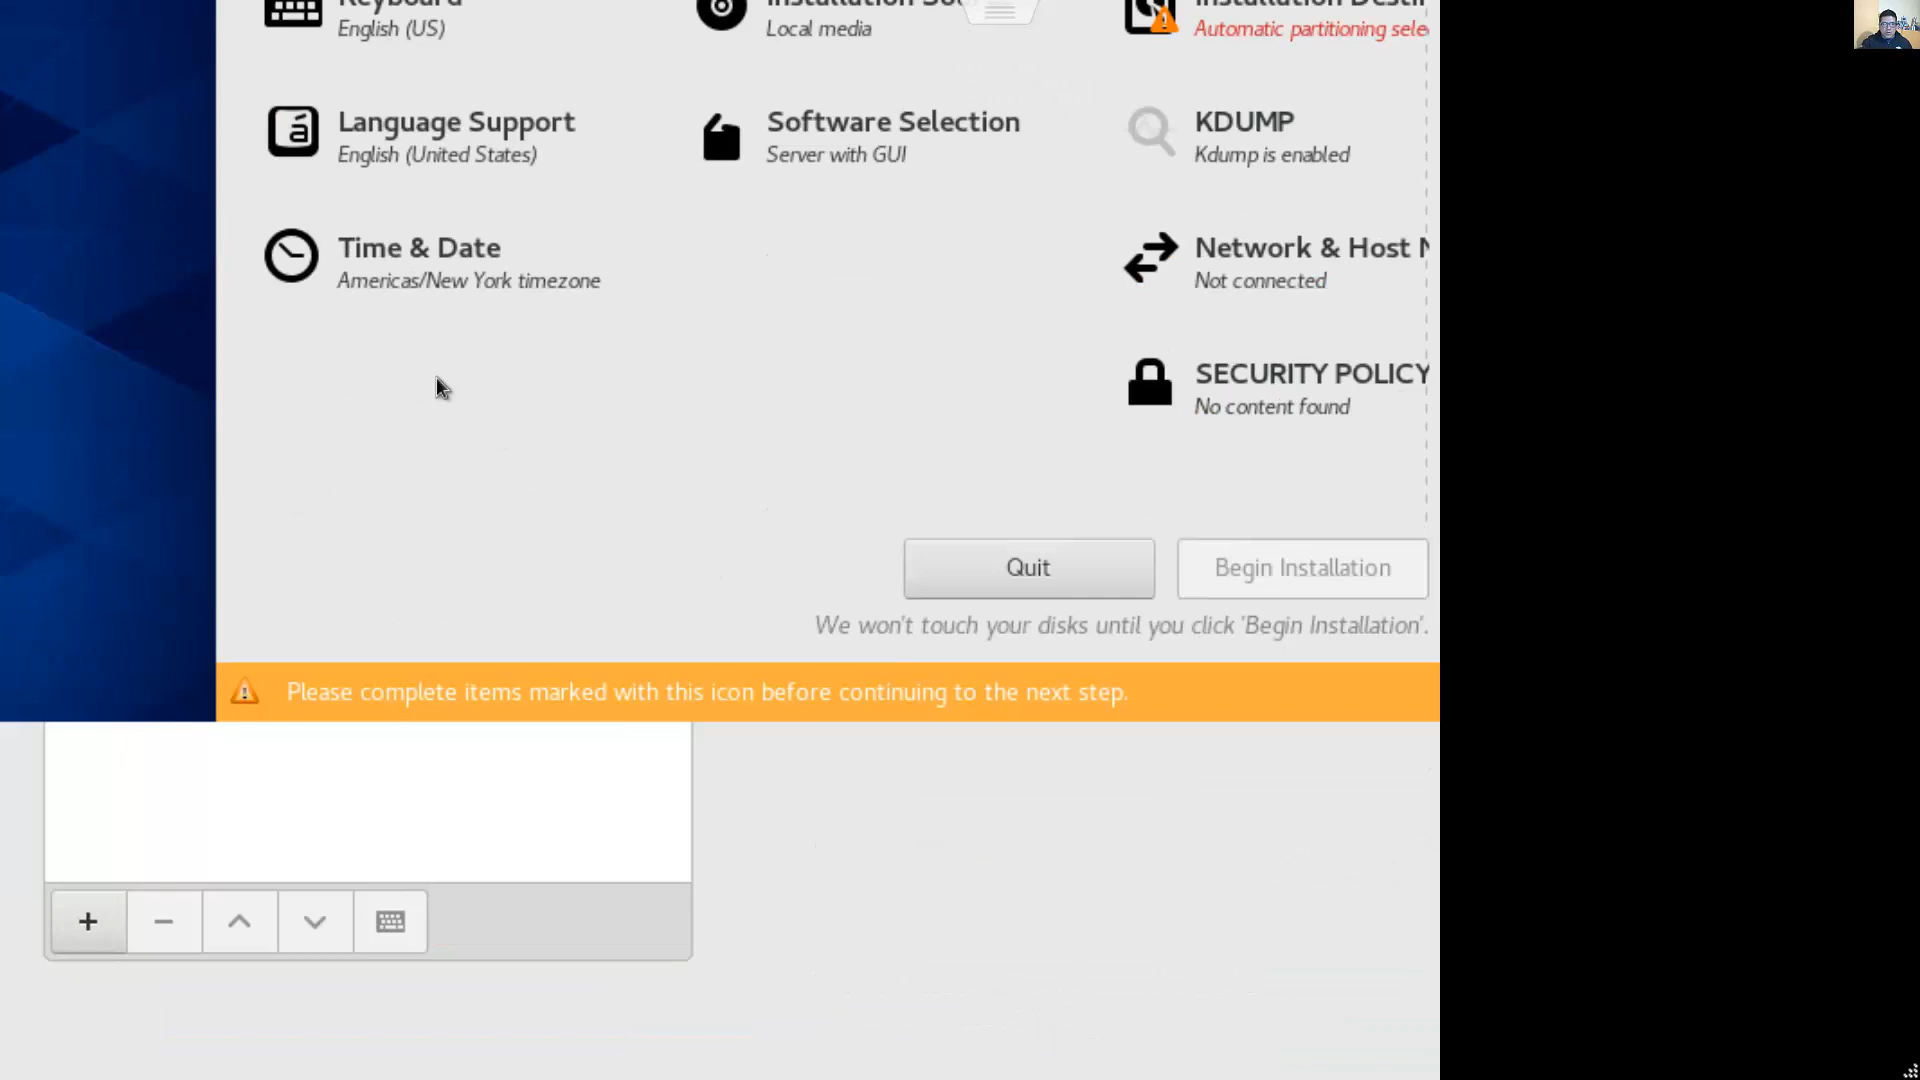 Keyboard
English (US)
Installation
Local media
Installation
Automatic partitioning sele
Language Support
English (United States)
Software Selection
Server with GUI
KDUMP
Kdump is enabled
Time & Date
Americas/New York timezone
Network & Host
Not connected
SECURITY POLICY
No content found
Quit
Begin Installation
We won't touch your disks until you click 'Begin Installation'.
Please complete items marked with this icon before continuing to the next step.